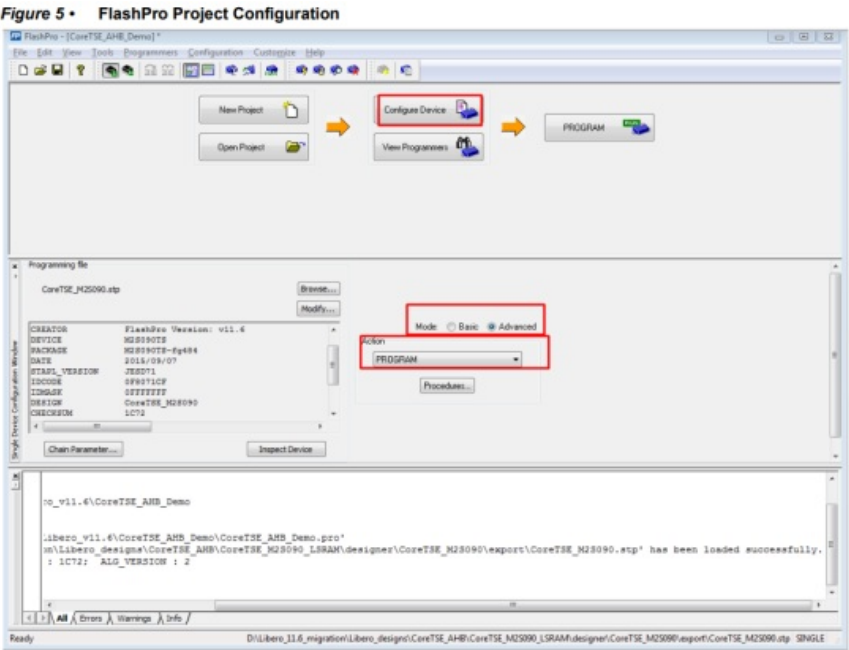 Figure 5 • FlashPro Project Configuration
FlashPro - [CoreTSE_AHB_Demo] *
File Edit View Tools Programmers Configuration Customize Help
New Project
Configure Device
Open Project
View Programmers
PROGRAM
Programming file
CoreTSE_M2S090.stp
Browse...
Modify...
Mode: Basic Advanced
Action
PROGRAM
Procedures...
CREATOR FlashPro Version: v11.6
DEVICE M2S090TS
PACKAGE M2S090TS-fg484
DATE 2015/09/07
STAPL_VERSION JESD71
IDCODE 0F9071CF
IDMASK 0FFFFFFF
DESIGN CoreTSE_M2S090
CHECKSUM 1C72
Chain Parameter...
Inspect Device
Single Device Configuration Window
:o_v11.6\CoreTSE_AHB_Demo
.ibero_v11.6\CoreTSE_AHB_Demo\CoreTSE_AHB_Demo.pro'
on\Libero_designs\CoreTSE_AHB\CoreTSE_M2S090_LSRAM\designer\CoreTSE_M2S090\export\CoreTSE_M2S090.stp' has been loaded successfully.
: 1C72; ALG_VERSION : 2
All Errors Warnings Info
Ready
D:\Libero_11.6_migration\Libero_designs\CoreTSE_AHB\CoreTSE_M2S090_LSRAM\designer\CoreTSE_M2S090\export\CoreTSE_M2S090.stp SINGLE